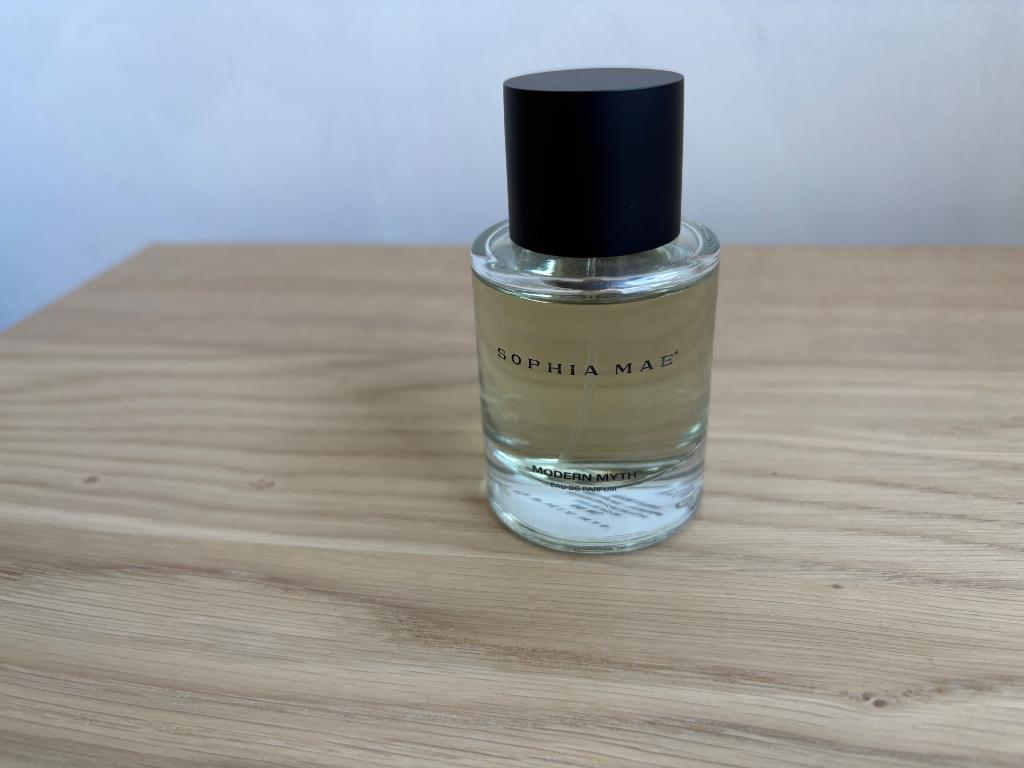 SOPHIA MAE®
MODERN MYTH
EAU DE PARFUM